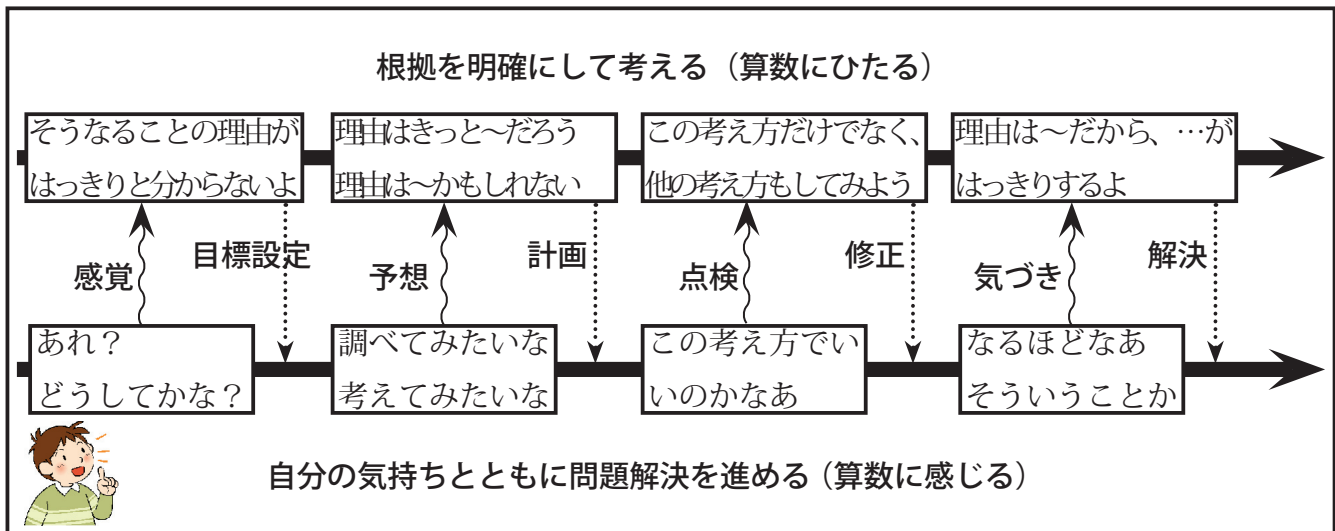 根拠を明確にして考える（算数にひたる）
そうなることの理由が
はっきりと分からないよ
理由はきっと～だろう
理由は～かもしれない
この考え方だけでなく、
他の考え方もしてみよう
理由は～だから、…が
はっきりするよ
感覚
目標設定
予想
計画
点検
修正
気づき
解決
あれ？
どうしてかな？
調べてみたいな
考えてみたいな
この考え方でい
いのかなあ
なるほどなあ
そういうことか
自分の気持ちとともに問題解決を進める（算数に感じる）